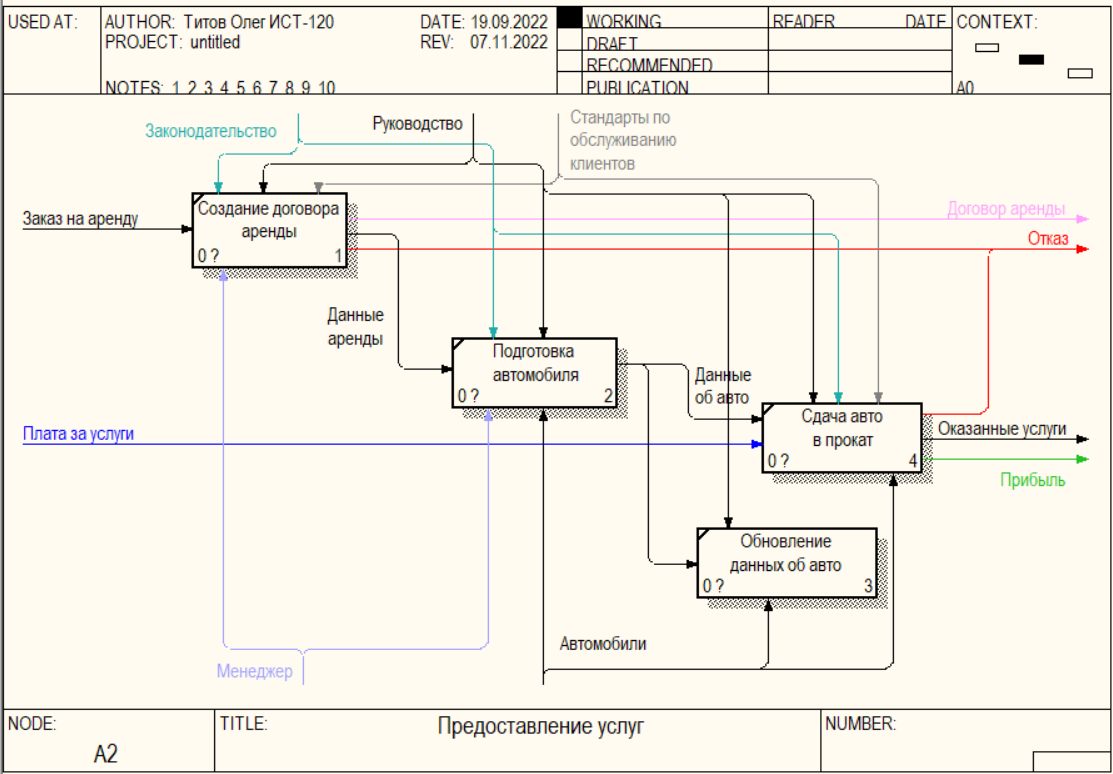 USED AT:
AUTHOR: Титов Олег ИСТ-120
DATE: 19.09.2022
PROJECT: untitled
REV: 07.11.2022
NOTES: 1 2 3 4 5 6 7 8 9 10
WORKING
DRAFT
RECOMMENDED
PUBLICATION
READER
DATE
CONTEXT:
A0
Законодательство
Руководство
Стандарты по
обслуживанию
клиентов
Заказ на аренду
Создание договора
аренды
0 ?
1
Договор аренды
Отказ
Данные
аренды
Подготовка
автомобиля
0 ?
2
Данные
об авто
Плата за услуги
Сдача авто
в прокат
0 ?
4
Оказанные услуги
Прибыль
Обновление
данных об авто
0 ?
3
Автомобили
Менеджер
NODE:
A2
TITLE:
Предоставление услуг
NUMBER: